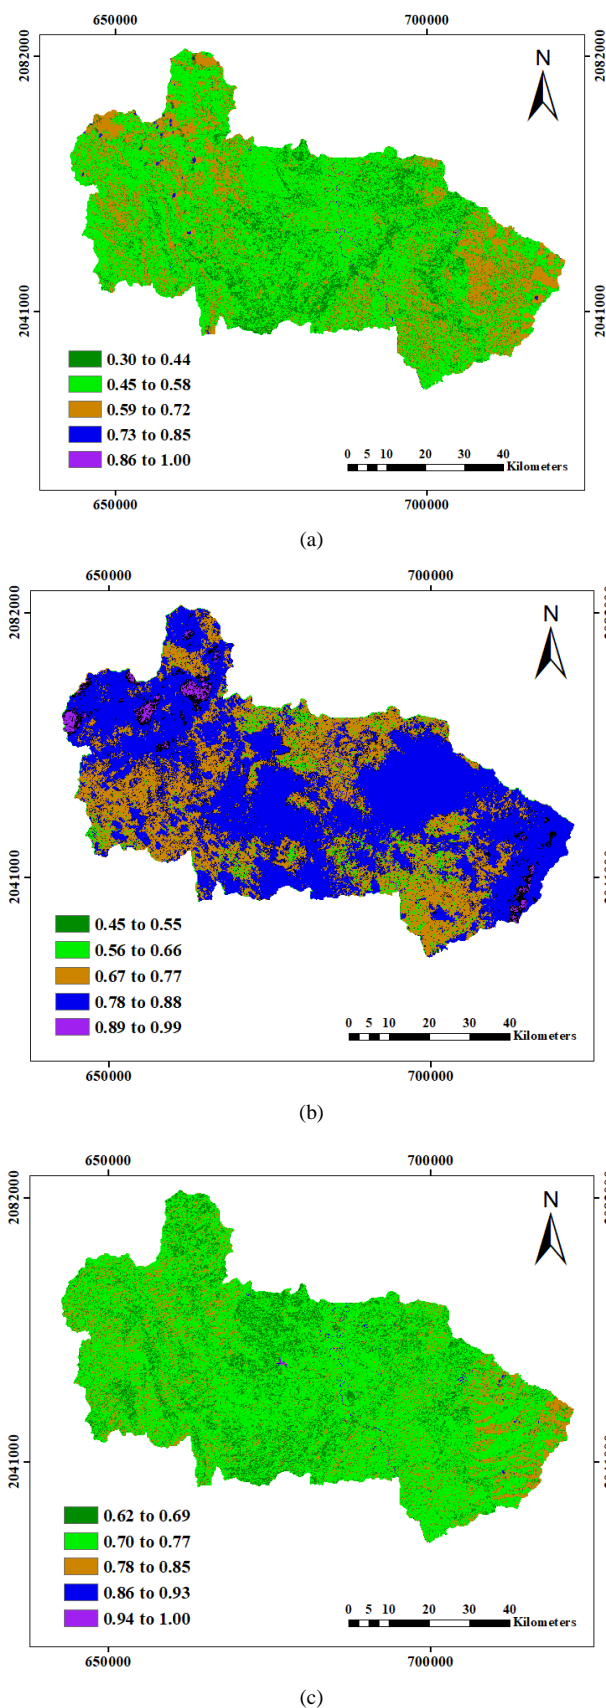 650000 700000
2082000
N
2041000
2041000
0.30 to 0.44
0.45 to 0.58
0.59 to 0.72
0.73 to 0.85
0.86 to 1.00
0 5 10 20 30 40
Kilometers
650000 700000
(a)
650000 700000
2082000
N
2041000
0.45 to 0.55
0.56 to 0.66
0.67 to 0.77
0.78 to 0.88
0.89 to 0.99
0 5 10 20 30 40
Kilometers
650000 700000
(b)
650000 700000
2082000
N
2041000
0.62 to 0.69
0.70 to 0.77
0.78 to 0.85
0.86 to 0.93
0.94 to 1.00
0 5 10 20 30 40
Kilometers
650000 700000
(c)